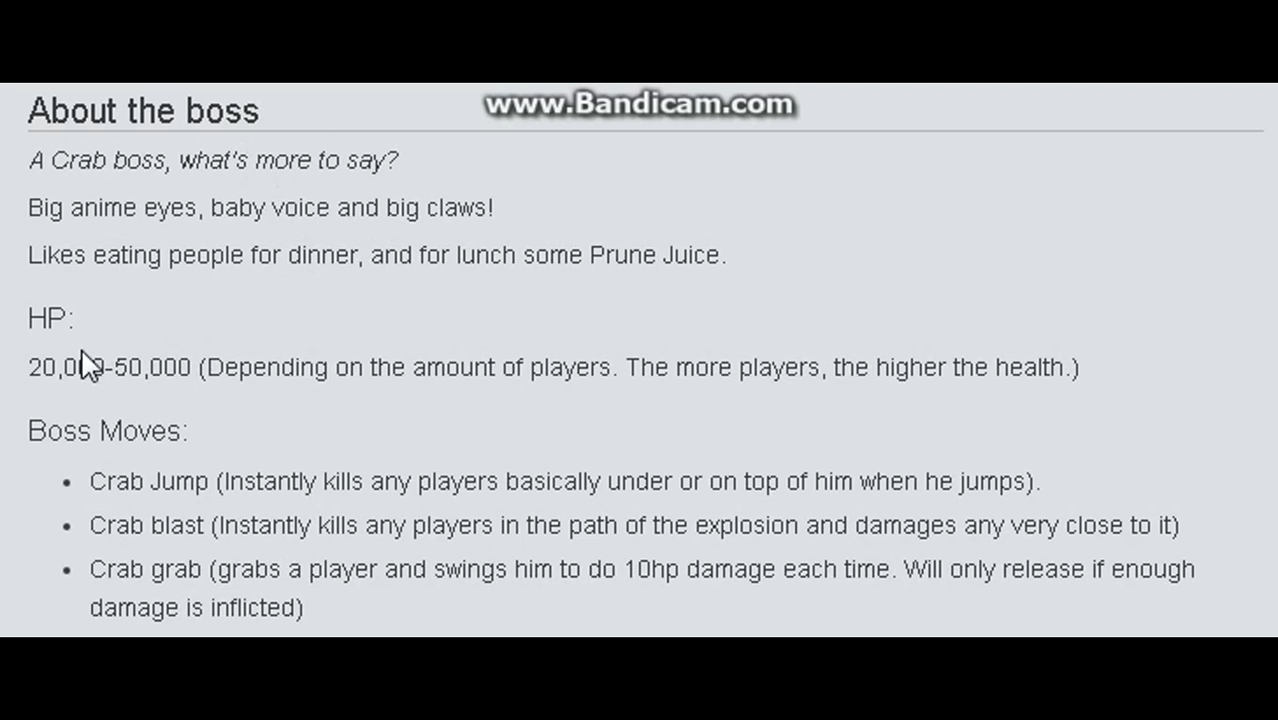 www.Bandicam.com
About the boss
A Crab boss, what's more to say?
Big anime eyes, baby voice and big claws!
Likes eating people for dinner, and for lunch some Prune Juice.
HP:
20,000-50,000 (Depending on the amount of players. The more players, the higher the health.)
Boss Moves:
• Crab Jump (Instantly kills any players basically under or on top of him when he jumps).
• Crab blast (Instantly kills any players in the path of the explosion and damages any very close to it)
• Crab grab (grabs a player and swings him to do 10hp damage each time. Will only release if enough
damage is inflicted)